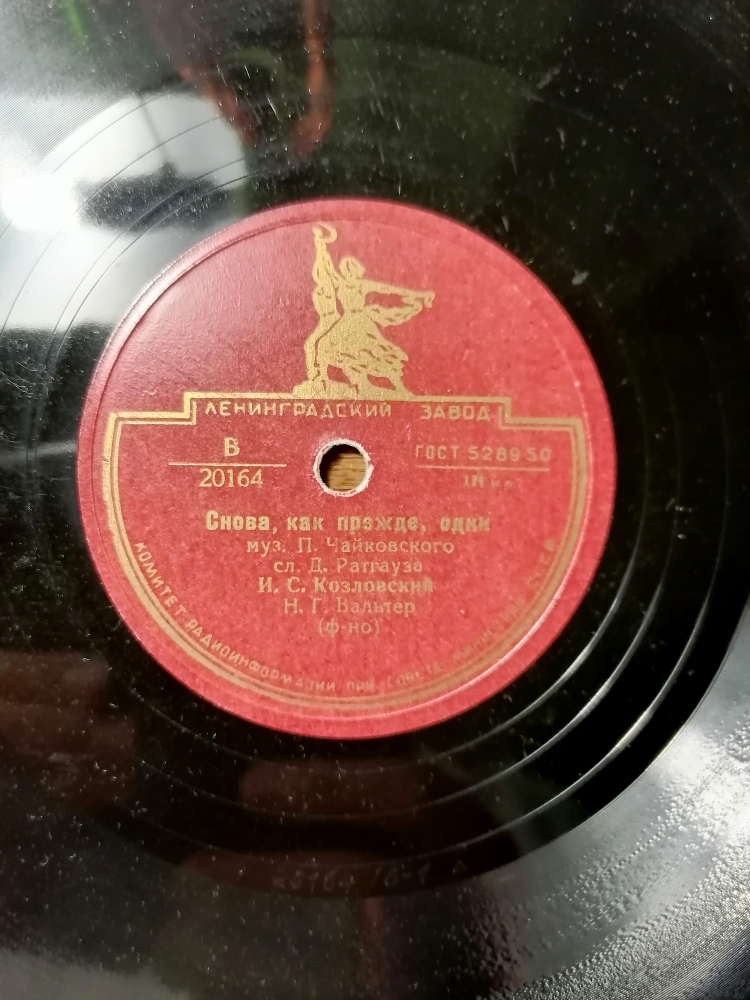 ЛЕНИНГРАДСКИЙ ЗАВОД
В
20164
ГОСТ 5289-50
Снова, как прежде, один
муз. П. Чайковского
сл. Д. Ратгауза
И. С. Козловский
Н. Г. Вальтер
(ф-но)
КОМИТЕТ РАДИОИНФОРМАЦИИ ПРИ СОВЕТЕ МИНИСТРОВ СССР